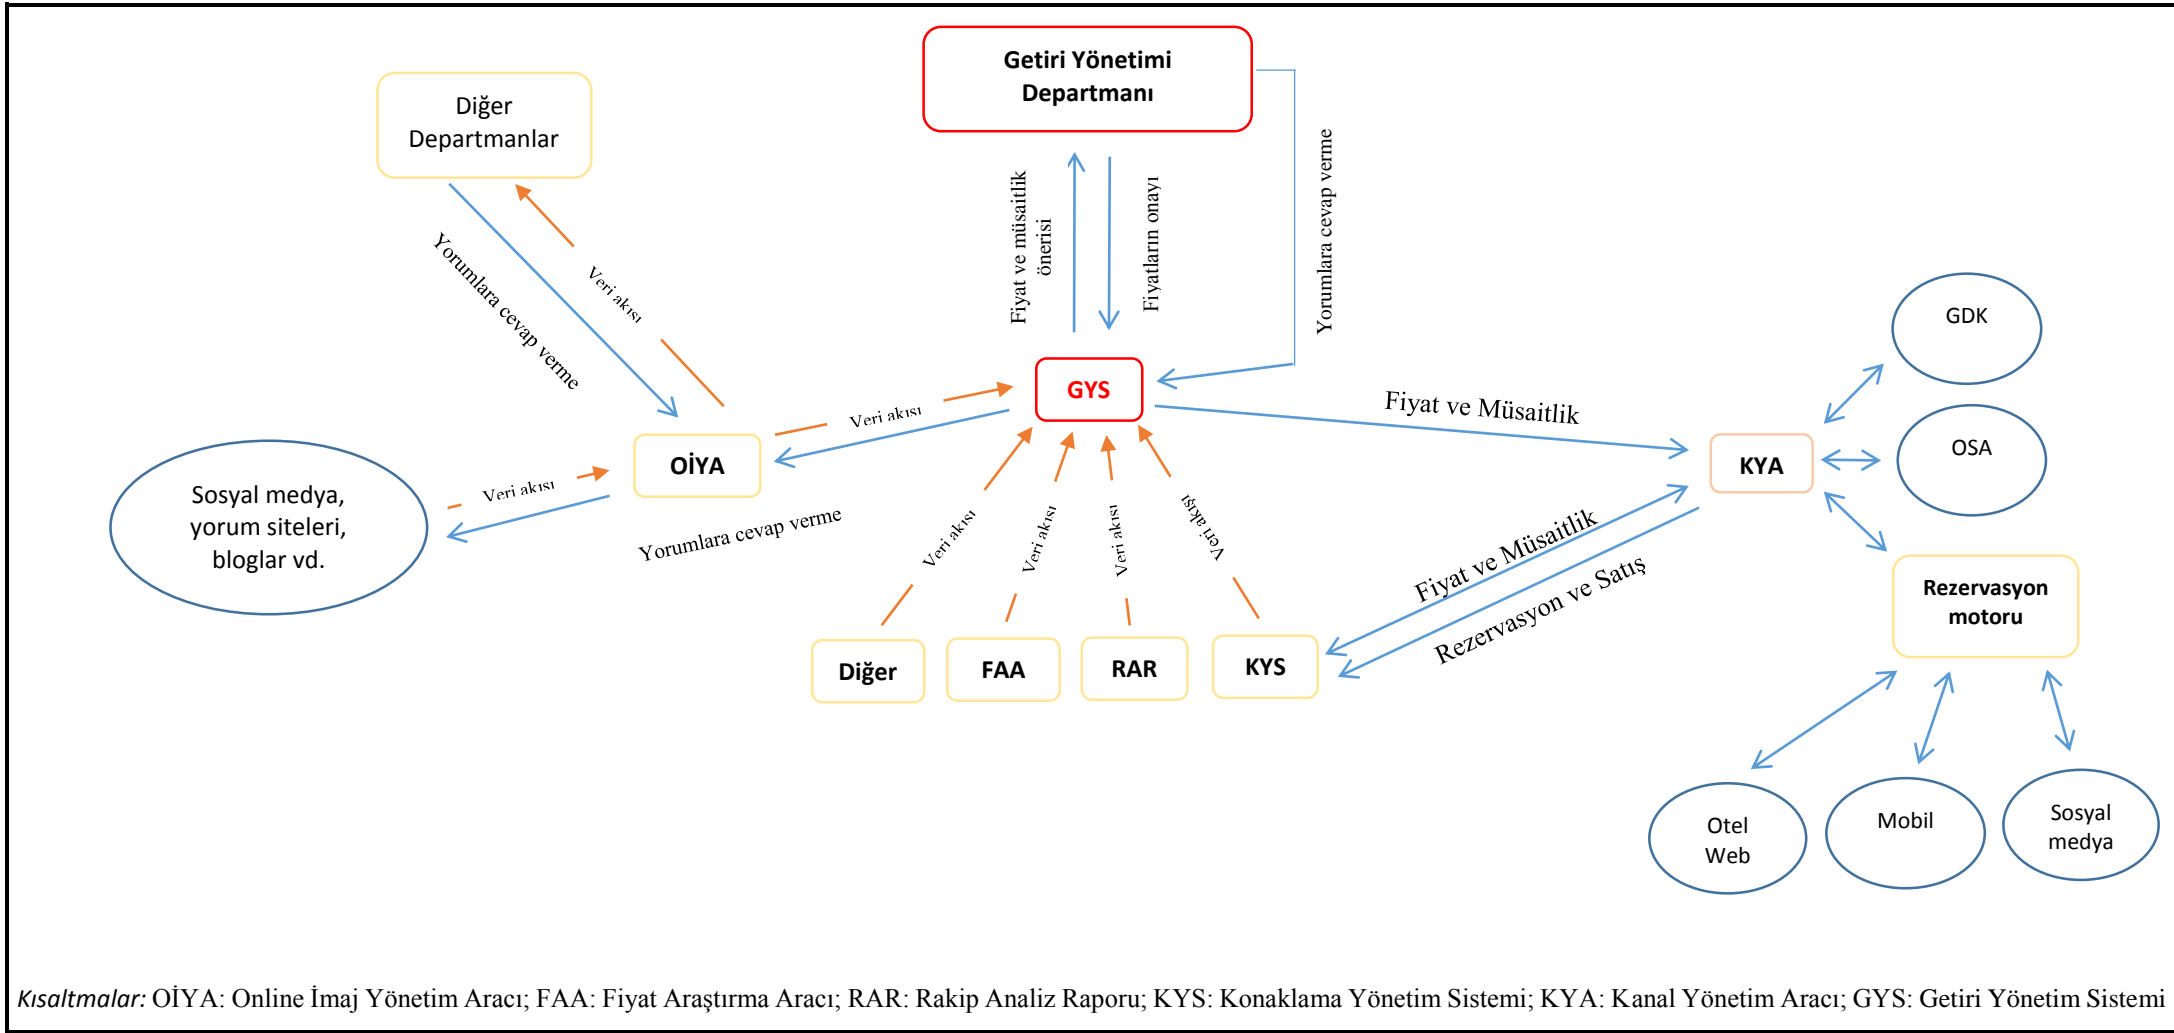 Getiri Yönetimi
Departmanı
Diğer
Departmanlar
Yorumlara cevap verme
Veri akışı
Fiyat ve müsaitlik
önerisi
Fiyatların onayı
Yorumlara cevap verme
GDK
GYS
Fiyat ve Müsaitlik
OSA
Veri akışı
OİYA
KYA
Sosyal medya,
yorum siteleri,
bloglar vd.
Veri akışı
Yorumlara cevap verme
Veri akışı
Veri akışı
Veri akışı
Veri akışı
Fiyat ve Müsaitlik
Rezervasyon ve Satış
Rezervasyon
motoru
Diğer
FAA
RAR
KYS
Otel
Web
Mobil
Sosyal
medya
Kısaltmalar: OİYA: Online İmaj Yönetim Aracı; FAA: Fiyat Araştırma Aracı; RAR: Rakip Analiz Raporu; KYS: Konaklama Yönetim Sistemi; KYA: Kanal Yönetim Aracı; GYS: Getiri Yönetim Sistemi